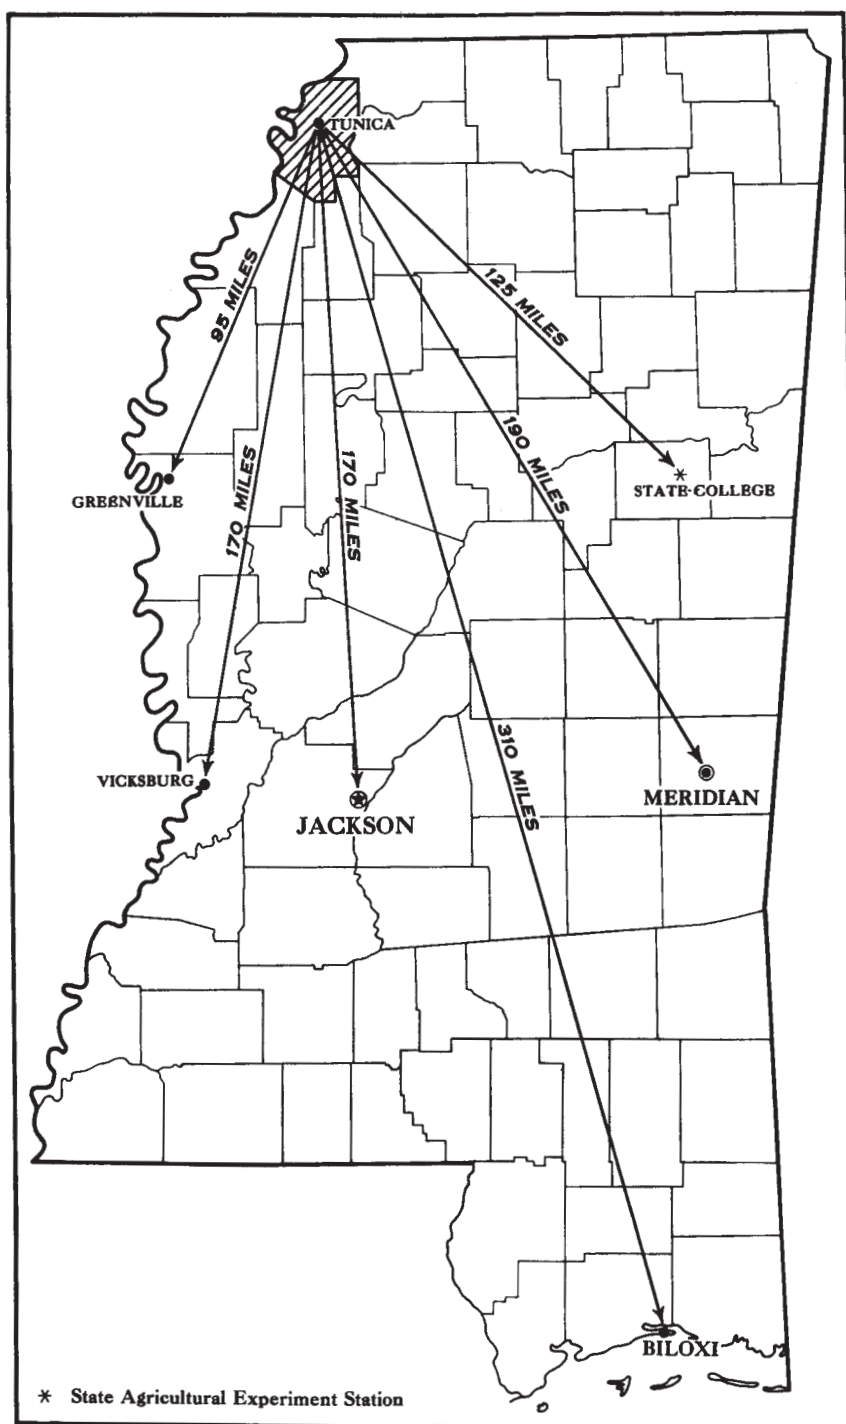 TUNICA
95 MILES
125 MILES
170 MILES
170 MILES
190 MILES
GREENVILLE
STATE COLLEGE
310 MILES
VICKSBURG
JACKSON
MERIDIAN
BILOXI
* State Agricultural Experiment Station